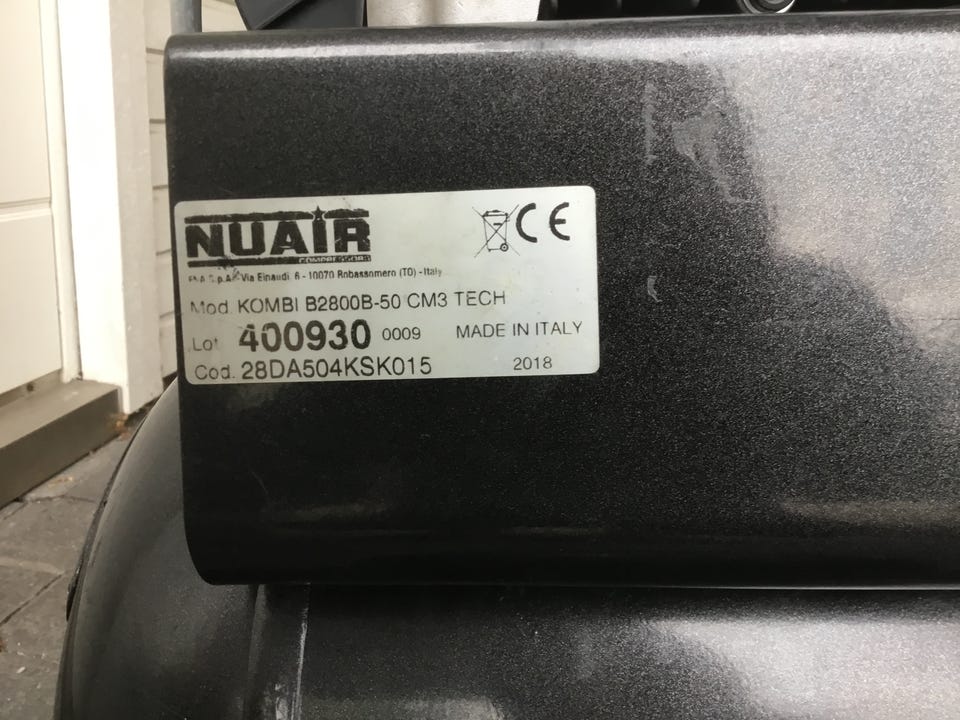 NUAIR
COMPRESSORS
S.p.A. Via Einaudi, 6 - 10070 Robassomero (TO) - Italy
Mod. KOMBI B2800B-50 CM3 TECH
Lot 400930 0009 MADE IN ITALY
Cod. 28DA504KSK015 2018
CE